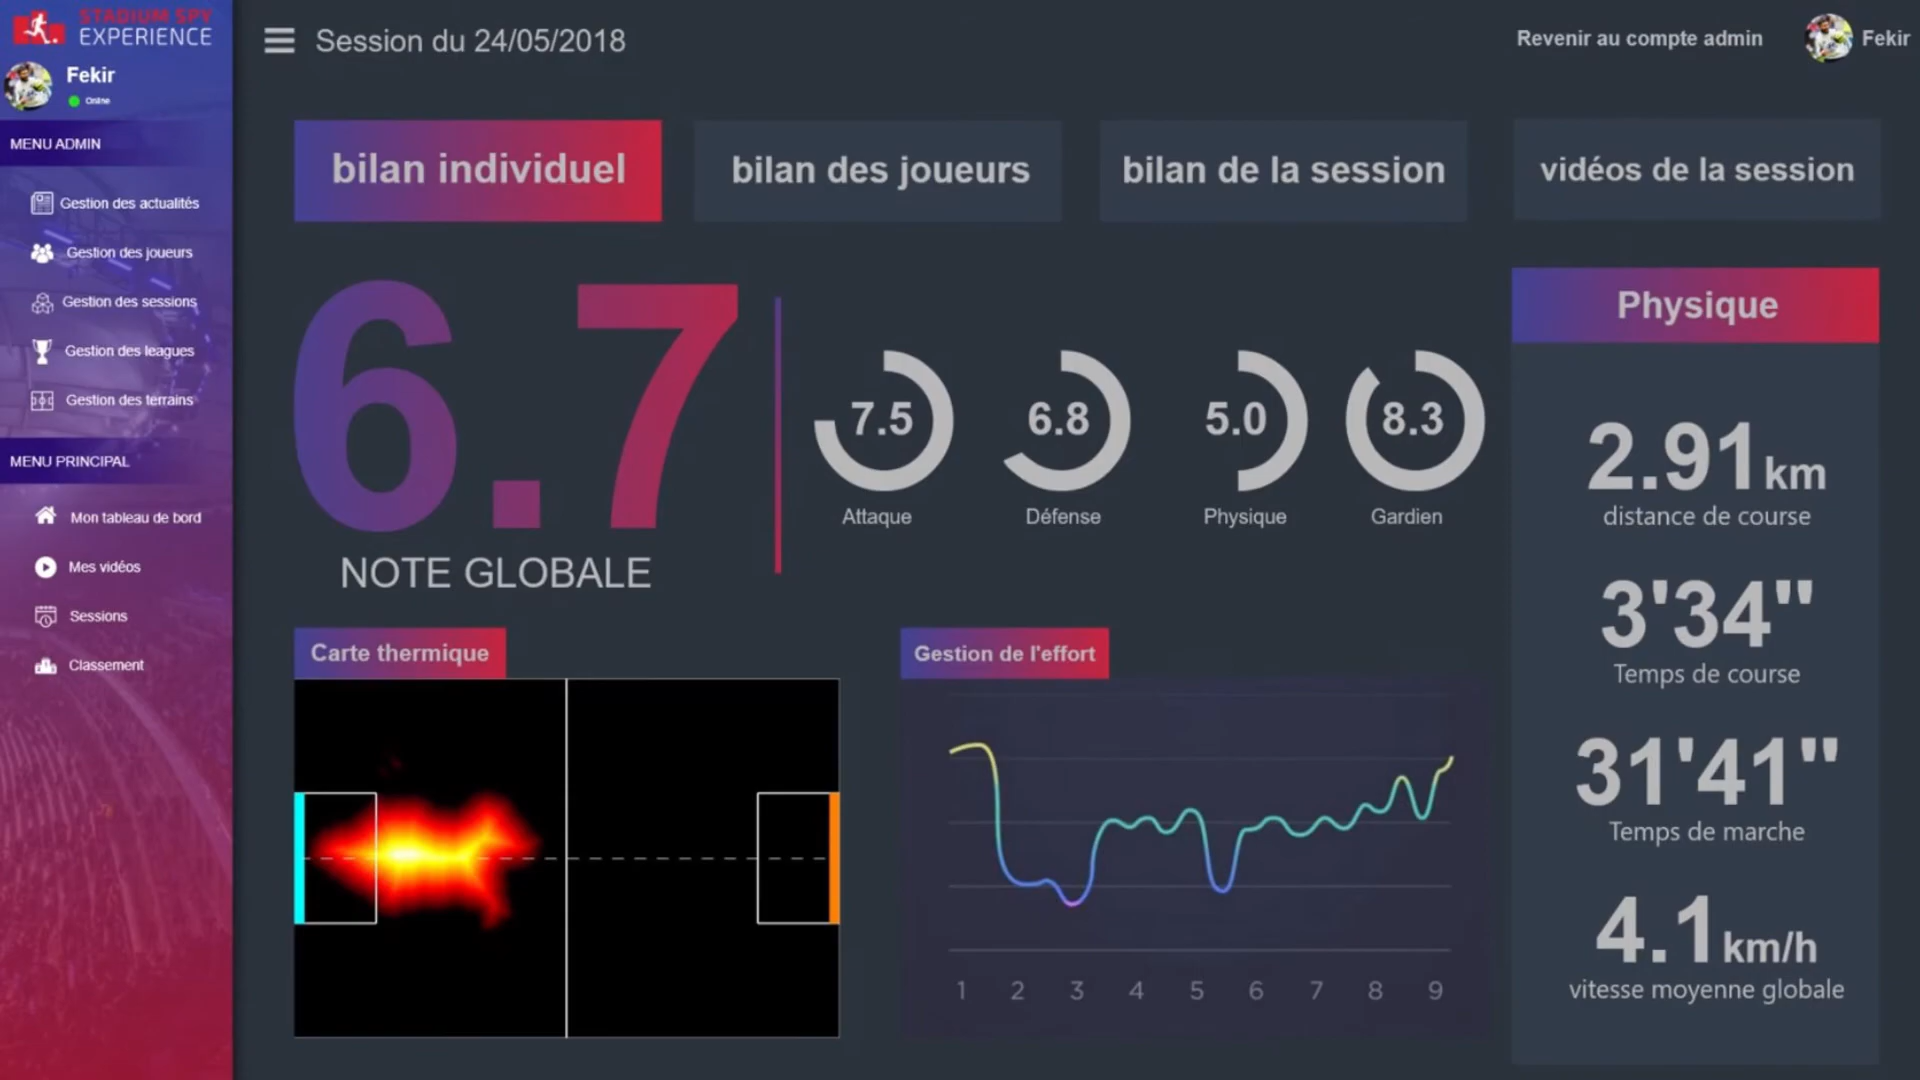 STADIUM SPY
EXPERIENCE
Fekir
Online
MENU ADMIN
Gestion des actualités
Gestion des joueurs
Gestion des sessions
Gestion des leagues
Gestion des terrains
MENU PRINCIPAL
Mon tableau de bord
Mes vidéos
Sessions
Classement
Session du 24/05/2018
Revenir au compte admin
Fekir
bilan individuel
bilan des joueurs
bilan de la session
vidéos de la session
6.7
NOTE GLOBALE
7.5
Attaque
6.8
Défense
5.0
Physique
8.3
Gardien
Carte thermique
Gestion de l'effort
1 2 3 4 5 6 7 8 9
Physique
2.91 km
distance de course
3'34"
Temps de course
31'41"
Temps de marche
4.1 km/h
vitesse moyenne globale